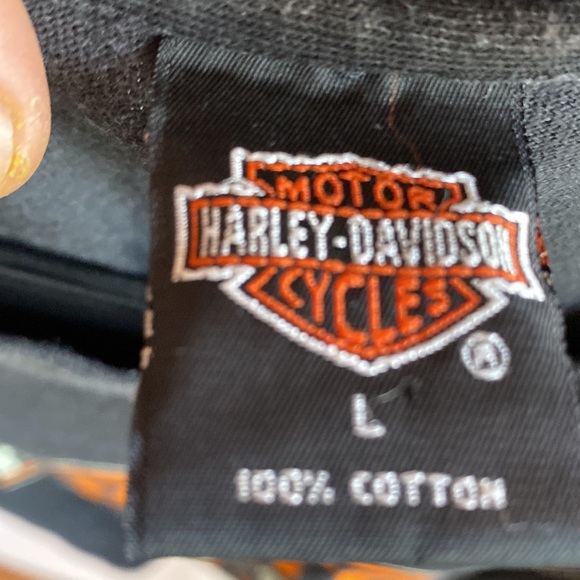 MOTOR
HARLEY-DAVIDSON
CYCLES
®
L
100% COTTON